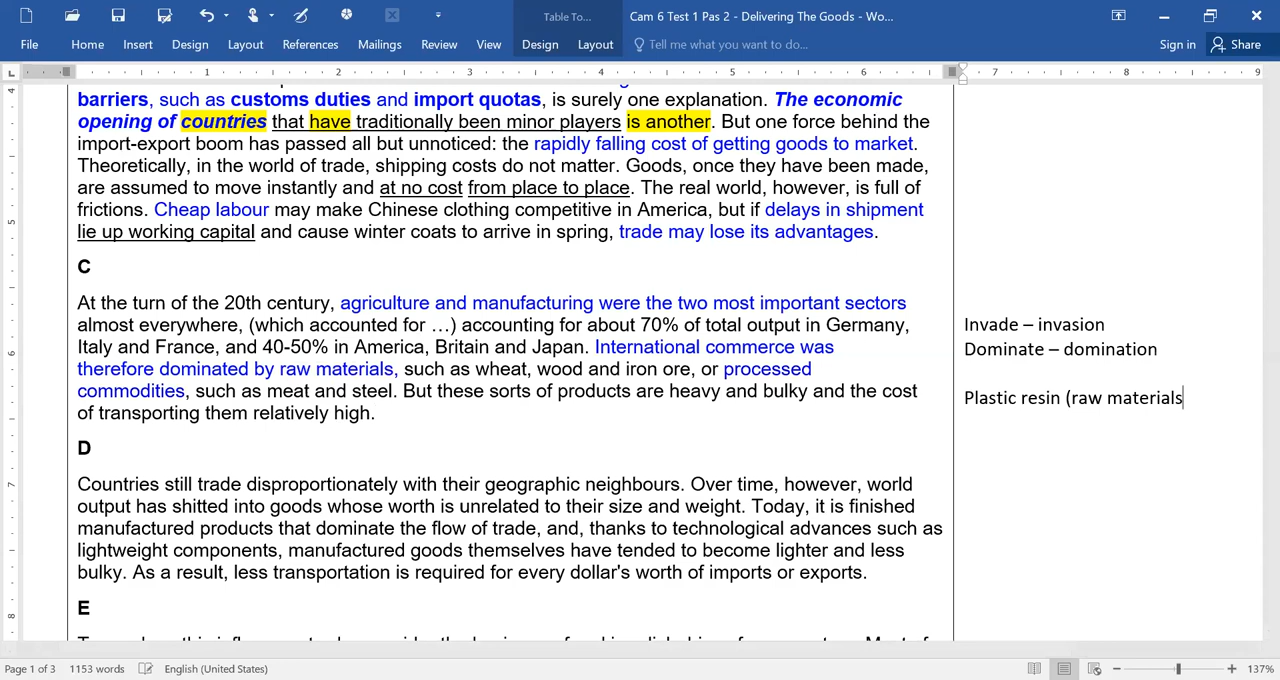 Table To...
Cam 6 Test 1 Pas 2 - Delivering The Goods - Wo...
File Home Insert Design Layout References Mailings Review View Design Layout Tell me what you want to do... Sign in Share
L 1 2 3 4 5 6 7 8 9
barriers, such as customs duties and import quotas, is surely one explanation. The economic
opening of countries that have traditionally been minor players is another. But one force behind the
import-export boom has passed all but unnoticed: the rapidly falling cost of getting goods to market.
Theoretically, in the world of trade, shipping costs do not matter. Goods, once they have been made,
are assumed to move instantly and at no cost from place to place. The real world, however, is full of
frictions. Cheap labour may make Chinese clothing competitive in America, but if delays in shipment
lie up working capital and cause winter coats to arrive in spring, trade may lose its advantages.
C
At the turn of the 20th century, agriculture and manufacturing were the two most important sectors
almost everywhere, (which accounted for …) accounting for about 70% of total output in Germany,
Italy and France, and 40-50% in America, Britain and Japan. International commerce was
therefore dominated by raw materials, such as wheat, wood and iron ore, or processed
commodities, such as meat and steel. But these sorts of products are heavy and bulky and the cost
of transporting them relatively high.
D
Countries still trade disproportionately with their geographic neighbours. Over time, however, world
output has shitted into goods whose worth is unrelated to their size and weight. Today, it is finished
manufactured products that dominate the flow of trade, and, thanks to technological advances such as
lightweight components, manufactured goods themselves have tended to become lighter and less
bulky. As a result, less transportation is required for every dollar's worth of imports or exports.
E
Invade – invasion
Dominate – domination
Plastic resin (raw materials
4
5
6
7
8
Page 1 of 3 1153 words English (United States) 137%